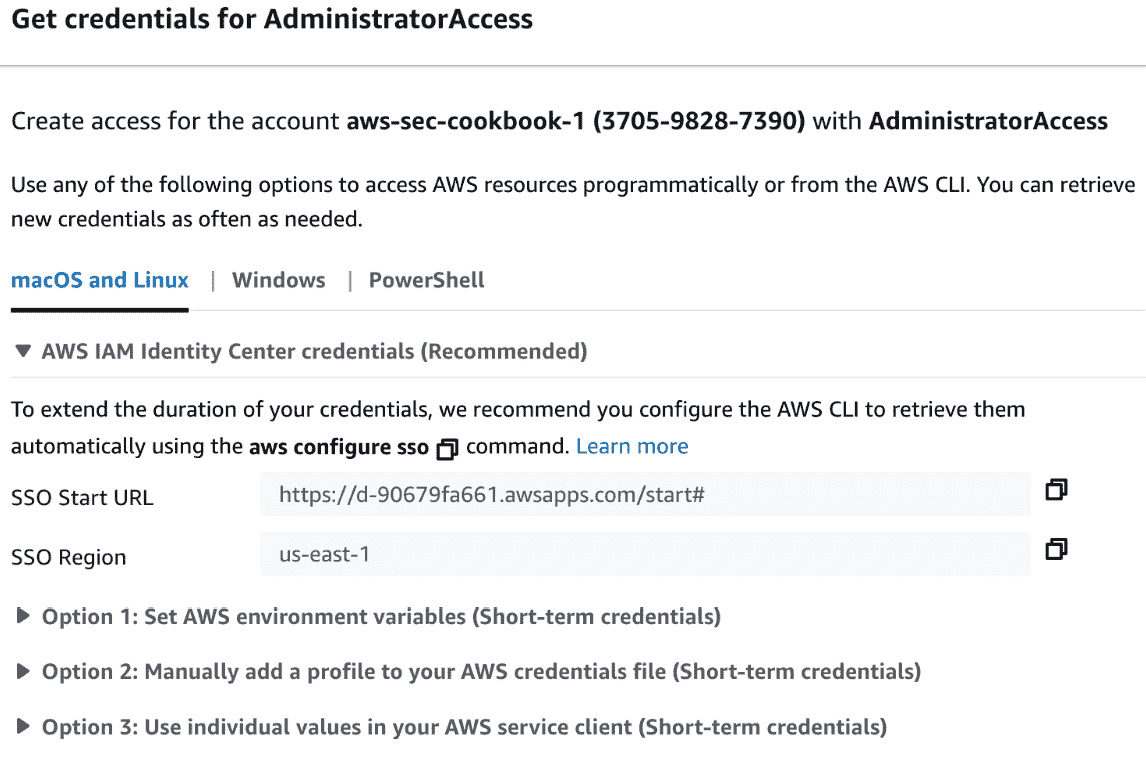 Get credentials for AdministratorAccess
Create access for the account aws-sec-cookbook-1 (3705-9828-7390) with AdministratorAccess
Use any of the following options to access AWS resources programmatically or from the AWS CLI. You can retrieve
new credentials as often as needed.
macOS and Linux | Windows | PowerShell
▼ AWS IAM Identity Center credentials (Recommended)
To extend the duration of your credentials, we recommend you configure the AWS CLI to retrieve them
automatically using the aws configure sso command. Learn more
SSO Start URL https://d-90679fa661.awsapps.com/start#
SSO Region us-east-1
▶ Option 1: Set AWS environment variables (Short-term credentials)
▶ Option 2: Manually add a profile to your AWS credentials file (Short-term credentials)
▶ Option 3: Use individual values in your AWS service client (Short-term credentials)